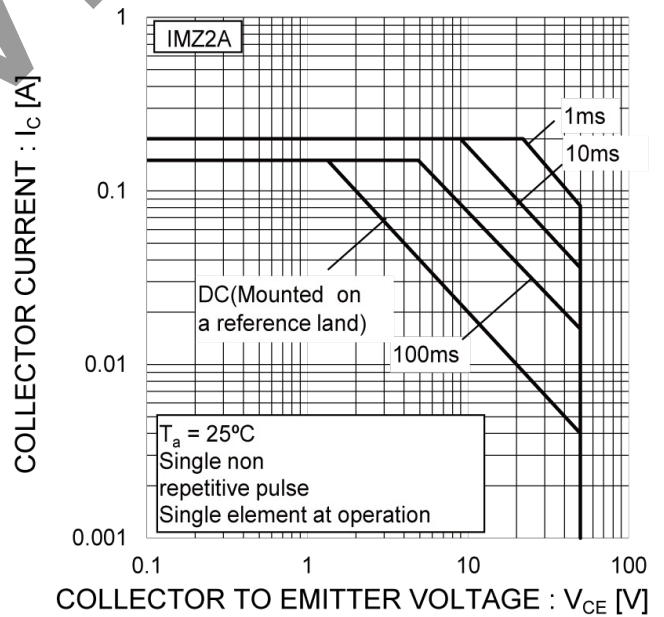 IMZ2A
1
0.1
0.01
0.001
COLLECTOR CURRENT : IC [A]
1ms
10ms
DC(Mounted on
a reference land)
100ms
Ta = 25ºC
Single non
repetitive pulse
Single element at operation
0.1
1
10
100
COLLECTOR TO EMITTER VOLTAGE : VCE [V]